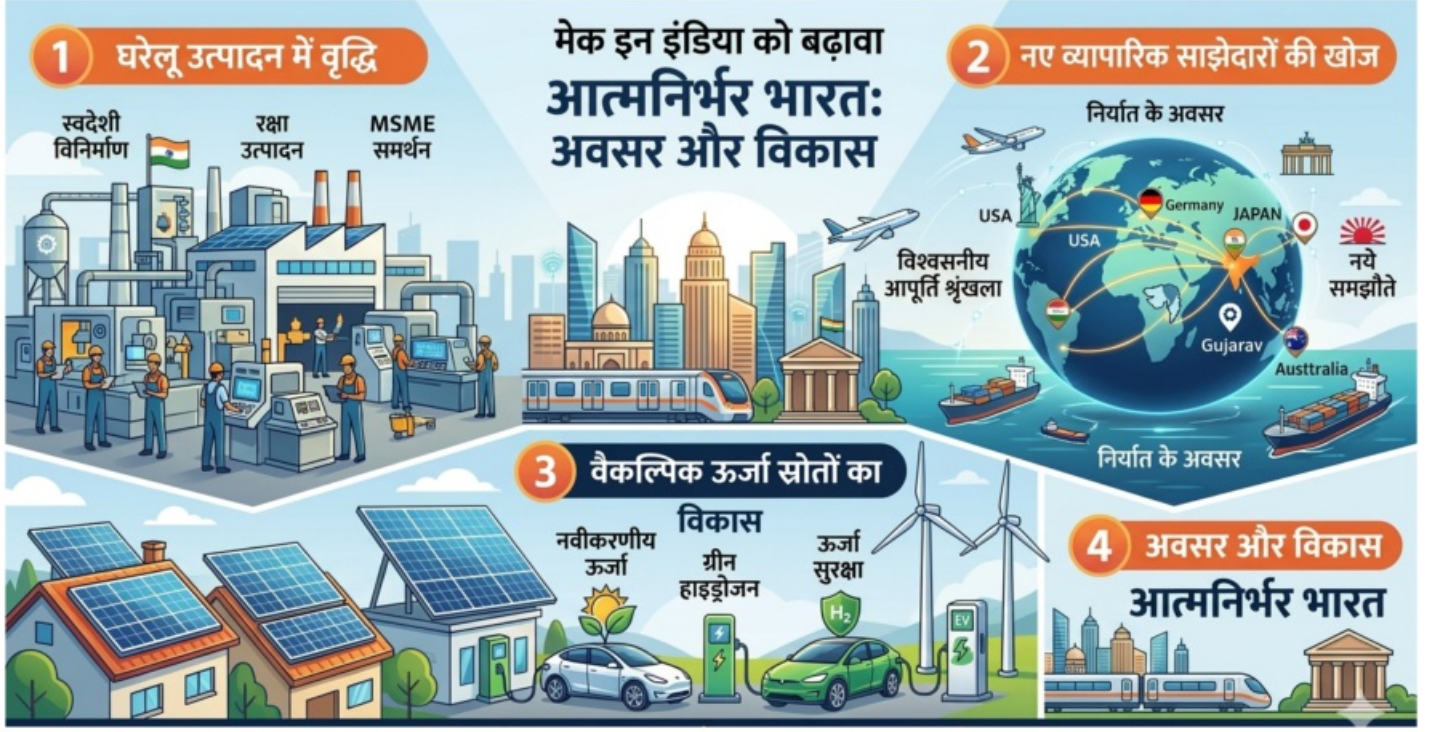 मेक इन इंडिया को बढ़ावा
आत्मनिर्भर भारत:
अवसर और विकास
1 घरेलू उत्पादन में वृद्धि
स्वदेशी
विनिर्माण
रक्षा
उत्पादन
MSME
समर्थन
2 नए व्यापारिक साझेदारों की खोज
निर्यात के अवसर
USA
USA
Germany
JAPAN
विश्वसनीय
आपूर्ति श्रृंखला
नये
समझौते
Gujarav
Austtralia
निर्यात के अवसर
3 वैकल्पिक ऊर्जा स्रोतों का
विकास
नवीकरणीय
ऊर्जा
ग्रीन
हाइड्रोजन
ऊर्जा
सुरक्षा
H₂
EV
4 अवसर और विकास
आत्मनिर्भर भारत